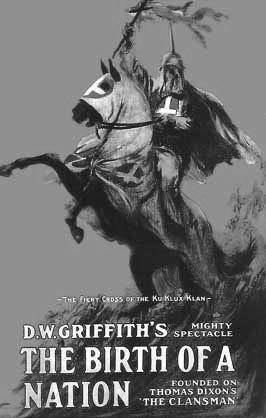 - THE FIERY CROSS OF THE KU KLUX KLAN -
D.W. GRIFFITH'S MIGHTY SPECTACLE
THE BIRTH OF A
NATION FOUNDED ON
THOMAS DIXON'S
'THE CLANSMAN'